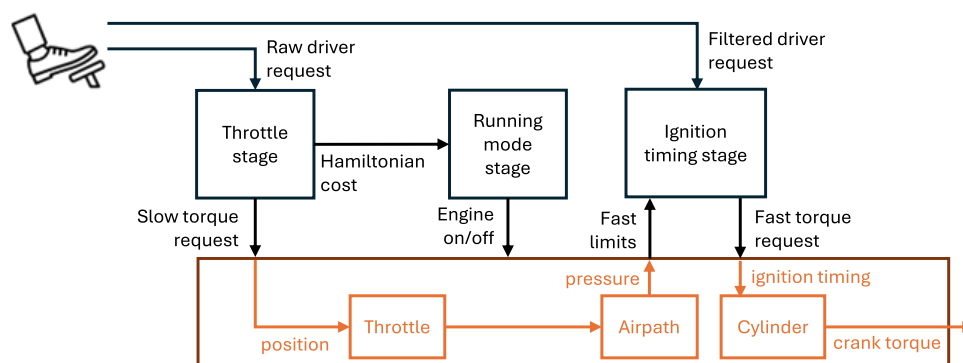 Raw driver
request
Filtered driver
request
Throttle
stage
Running
mode
stage
Ignition
timing stage
Hamiltonian
cost
Slow torque
request
Engine
on/off
Fast
limits
Fast torque
request
pressure
ignition timing
Throttle
Airpath
Cylinder
position
crank torque